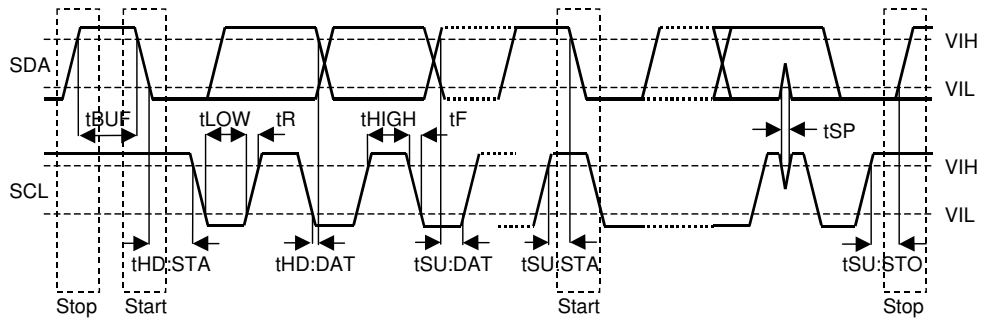 VIH
SDA
VIL
tBUF tLOW tR tHIGH tF tSP
VIH
SCL
VIL
tHD:STA tHD:DAT tSU:DAT tSU:STA tSU:STO
Stop Start Start Stop